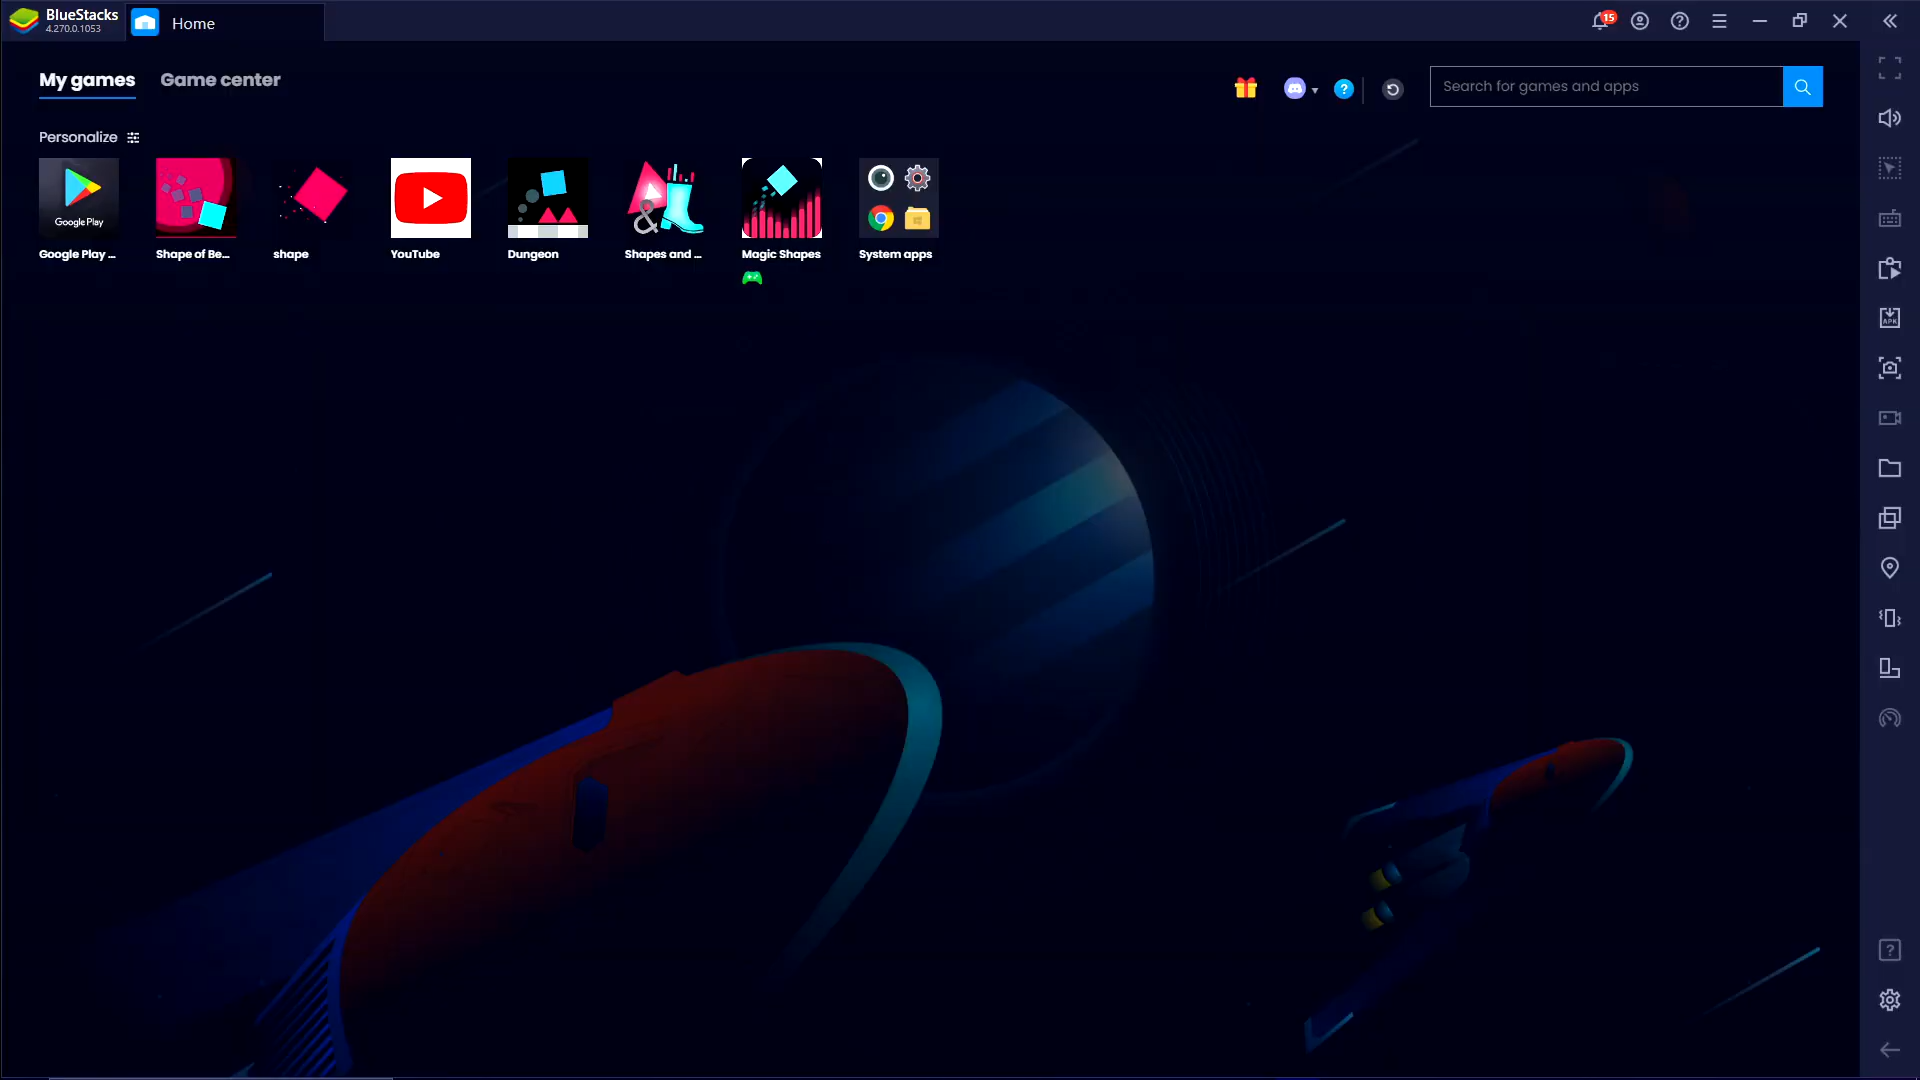 BlueStacks
4.270.0.1053
Home
15
My games
Game center
Search for games and apps
Personalize
Google Play
Google Play ...
Shape of Be...
shape
YouTube
Dungeon
&
Shapes and ...
Magic Shapes
System apps
APK